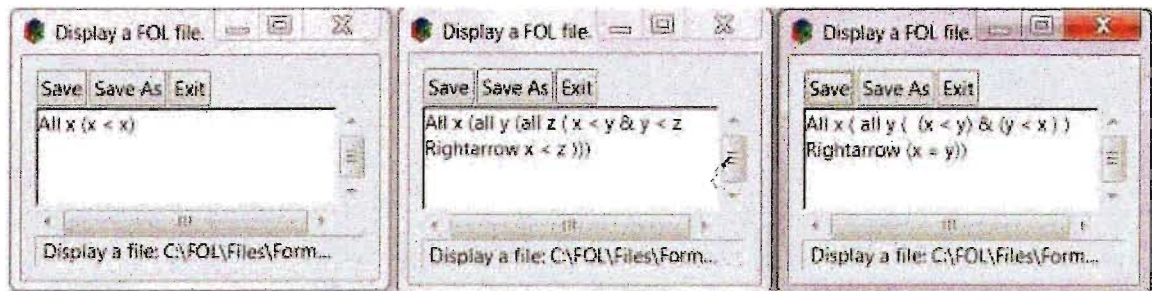 Display a FOL file.
Save Save As Exit
All x (x < x)
Display a file: C:\FOL\Files\Form...
Display a FOL file.
Save Save As Exit
All x (all y (all z ( x < y & y < z
Rightarrow x < z )))
Display a file: C:\FOL\Files\Form...
Display a FOL file.
Save Save As Exit
All x ( all y (  (x < y) & (y < x ) )
Rightarrow (x = y))
Display a file: C:\FOL\Files\Form...